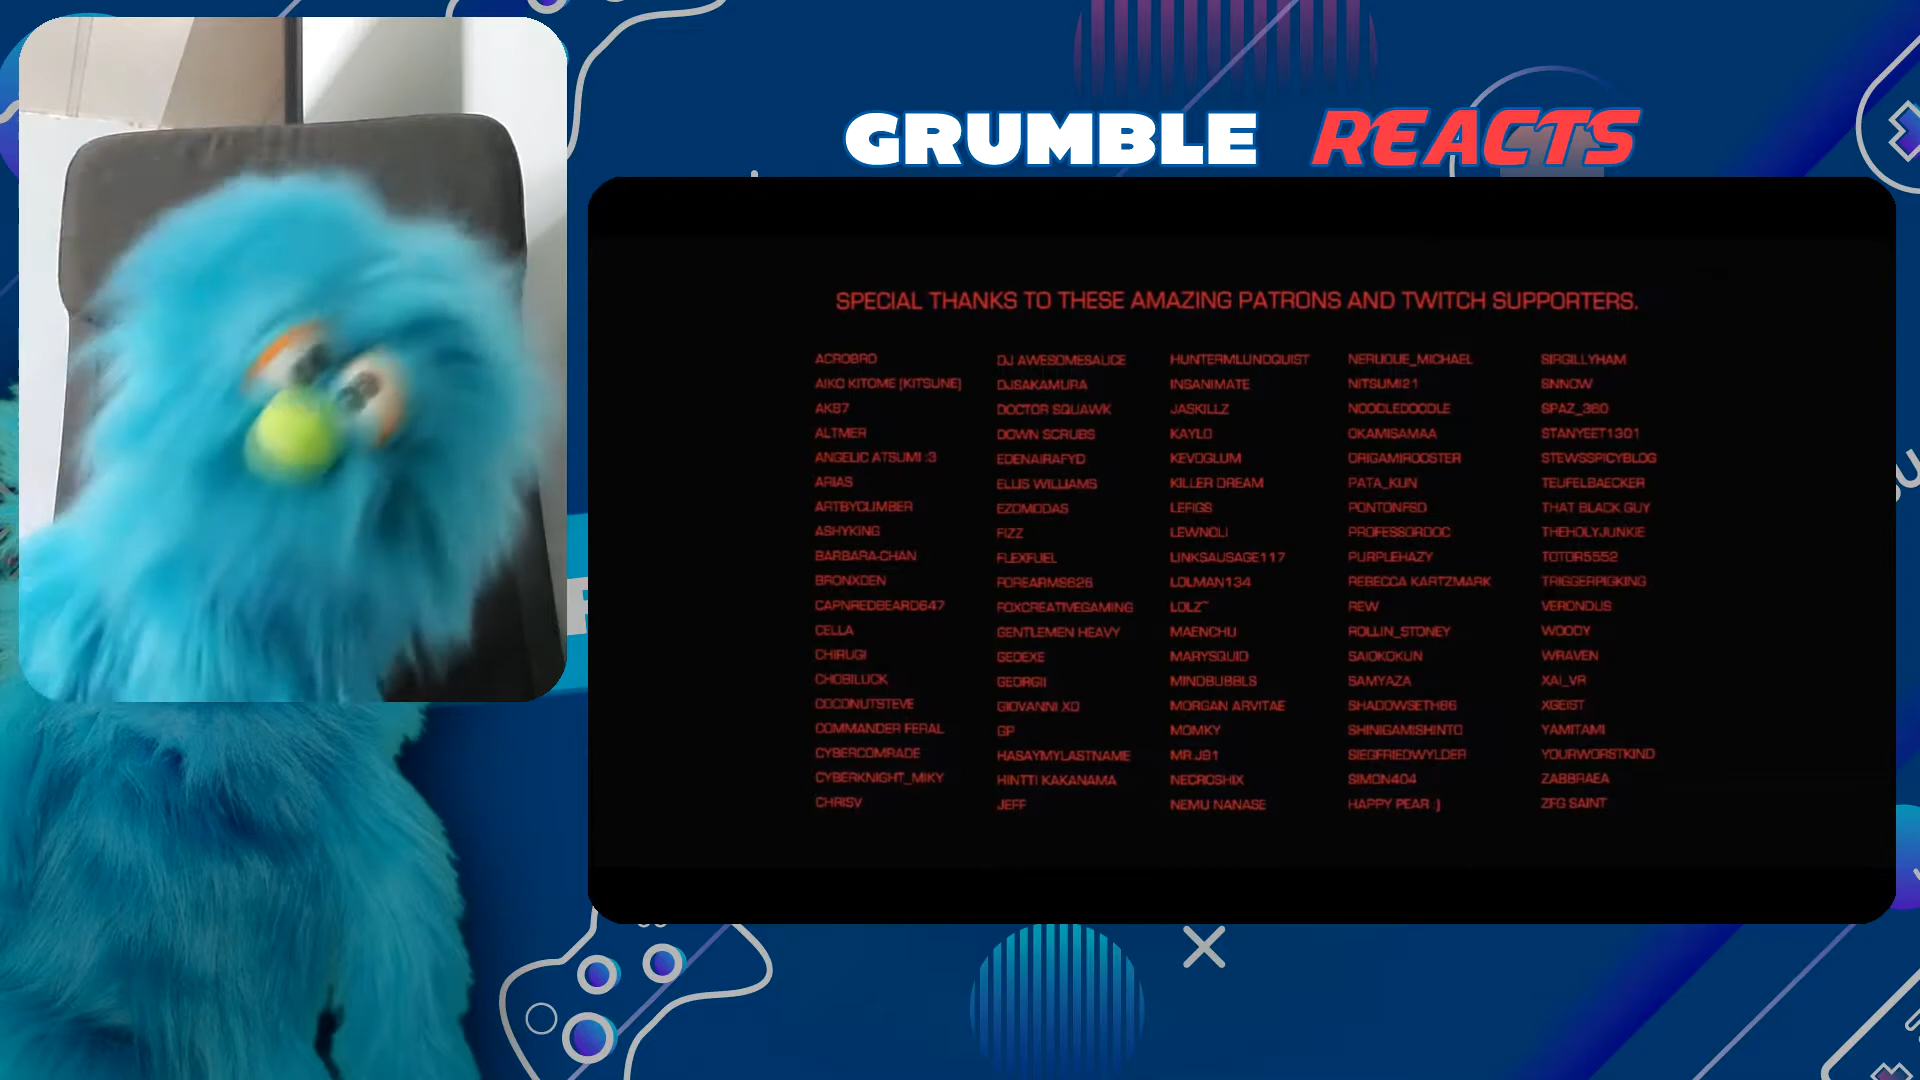 GRUMBLE REACTS
SPECIAL THANKS TO THESE AMAZING PATRONS AND TWITCH SUPPORTERS.
ACROBRO
AIKO KITOME [KITSUNE]
AK87
ALTMER
ANGELIC ATSUMI :3
ARIAS
ARTBYCLIMBER
ASHYKING
BARBARA-CHAN
BRONXDEN
CAPNREDBEARD647
CELLA
CHIRUGI
CHOBILUCK
COCONUTSTEVE
COMMANDER FERAL
CYBERCOMRADE
CYBERKNIGHT_MIKY
CHRISV
DJ AWESOMESAUCE
DJSAKAMURA
DOCTOR SQUAWK
DOWN SCRUBS
EDENAIRAFYD
ELLIS WILLIAMS
EZOMODAS
FIZZ
FLEXFUEL
FOREARMS626
FOXCREATIVEGAMING
GENTLEMEN HEAVY
GEOEXE
GEORGII
GIOVANNI XO
GP
HASAYMYLASTNAME
HINTTI KAKANAMA
JEFF
HUNTERMLUNDQUIST
INSANIMATE
JASKILLZ
KAYLO
KEVOGLUM
KILLER DREAM
LEFIGS
LEWNOLI
LINKSAUSAGE117
LOLMAN134
LOLZ~
MAENCHU
MARYSQUID
MINDBUBBLS
MORGAN ARVITAE
MOMKY
MR.J91
NECROSHIX
NEMU NANASE
NERUOUE_MICHAEL
NITSUMI21
NOODLEDOODLE
OKAMISAMAA
ORIGAMIROOSTER
PATA_KUN
PONTONFSD
PROFESSORDOC
PURPLEHAZY
REBECCA KARTZMARK
REW
ROLLIN_STONEY
SAIOKOKUN
SAMYAZA
SHADOWSETH86
SHINIGAMISHINTO
SIEGFRIEDWYLDER
SIMON404
HAPPY PEAR :)
SIRGILLYHAM
SNNOW
SPAZ_360
STANYEET1301
STEWSSPICYBLOG
TEUFELBAECKER
THAT BLACK GUY
THEHOLYJUNKIE
TOTOR5552
TRIGGERPIGKING
VERONDUS
WOODY
WRAVEN
XAI_VR
XGEIST
YAMITAMI
YOURWORSTKIND
ZABBRAEA
ZFG SAINT